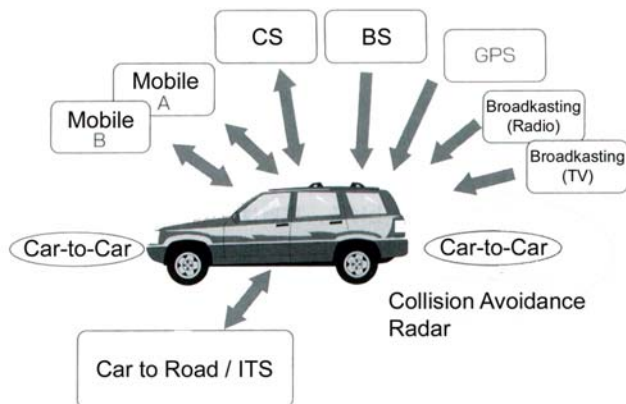 CS
BS
GPS
Mobile
A
Mobile
B
Broadkasting
(Radio)
Broadkasting
(TV)
Car-to-Car
Car-to-Car
Collision Avoidance
Radar
Car to Road / ITS